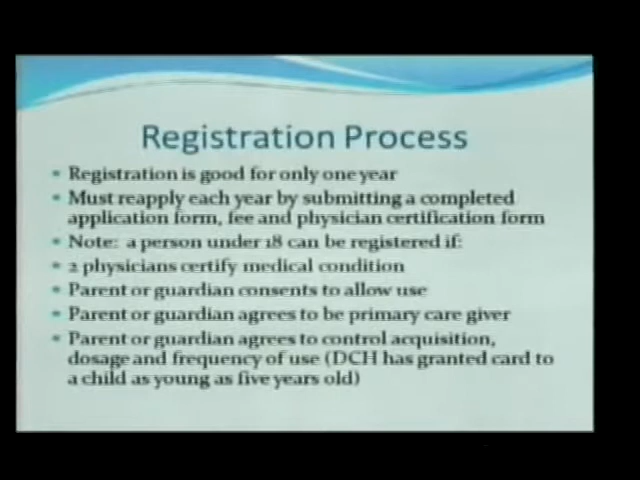 Registration Process
• Registration is good for only one year
• Must reapply each year by submitting a completed
application form, fee and physician certification form
• Note:  a person under 18 can be registered if:
• 2 physicians certify medical condition
• Parent or guardian consents to allow use
• Parent or guardian agrees to be primary care giver
• Parent or guardian agrees to control acquisition,
dosage and frequency of use (DCH has granted card to
a child as young as five years old)